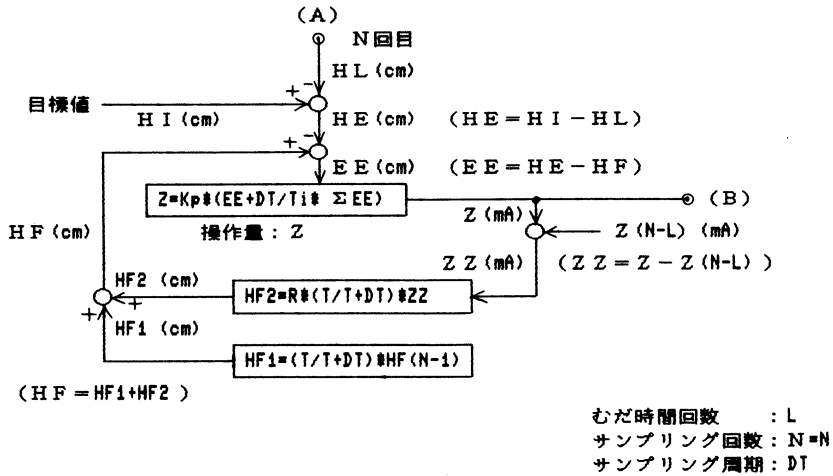 (A)
N回目
HL(cm)
+ -
目標値
HI(cm)
HE(cm) (HE=HI-HL)
+ -
EE(cm) (EE=HE-HF)
Z=Kp*(EE+DT/Ti* ΣEE)
(B)
操作量:Z
Z(mA)
Z(N-L) (mA)
HF(cm)
ZZ(mA) (ZZ=Z-Z(N-L))
HF2 (cm)
HF2=R*(T/T+DT)*ZZ
+ +
HF1 (cm)
HF1=(T/T+DT)*HF(N-1)
(HF=HF1+HF2)
むだ時間回数 :L
サンプリング回数:N=N
サンプリング周期:DT